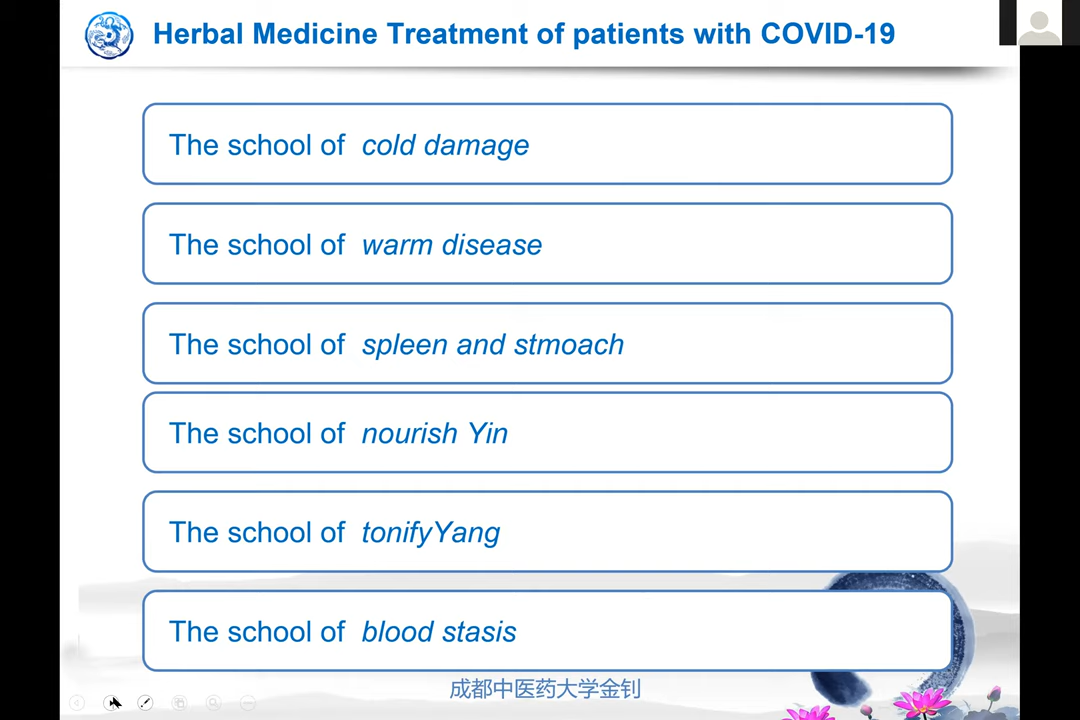 Herbal Medicine Treatment of patients with COVID-19
The school of cold damage
The school of warm disease
The school of spleen and stmoach
The school of nourish Yin
The school of tonifyYang
The school of blood stasis
成都中医药大学金钊